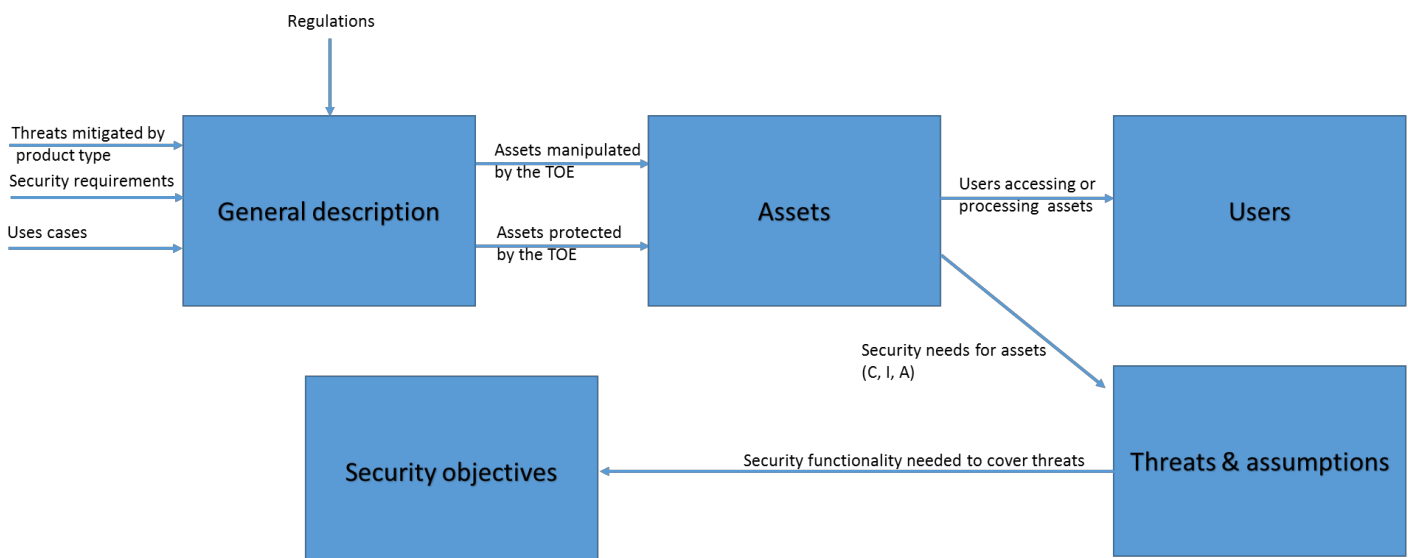 Regulations
Threats mitigated by
product type
Security requirements
Uses cases
General description
Assets manipulated
by the TOE
Assets protected
by the TOE
Assets
Users accessing or
processing assets
Users
Security needs for assets
(C, I, A)
Threats & assumptions
Security functionality needed to cover threats
Security objectives